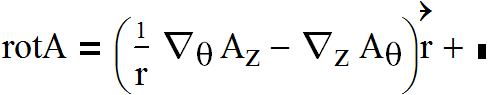 rotA = (1/r ∇θ Az − ∇z Aθ) r⃗ + ∎